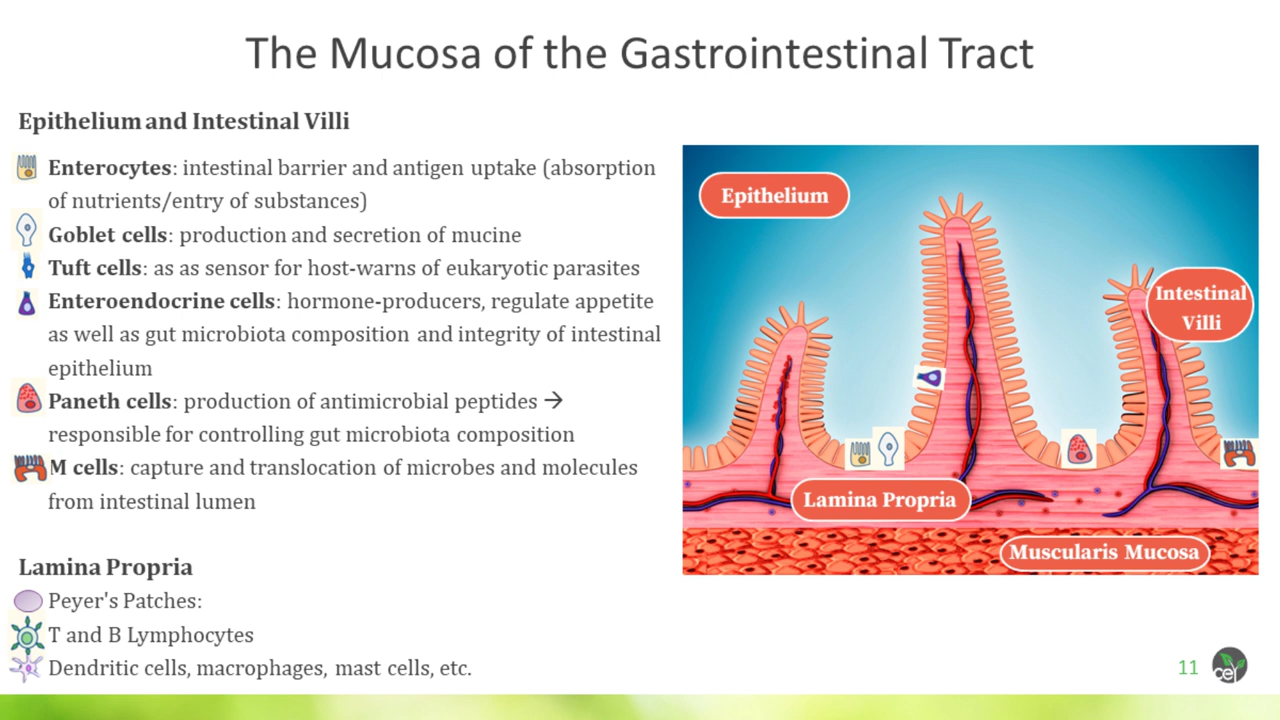 The Mucosa of the Gastrointestinal Tract
Epithelium and Intestinal Villi
Enterocytes: intestinal barrier and antigen uptake (absorption
of nutrients/entry of substances)
Goblet cells: production and secretion of mucine
Tuft cells: as as sensor for host-warns of eukaryotic parasites
Enteroendocrine cells: hormone-producers, regulate appetite
as well as gut microbiota composition and integrity of intestinal
epithelium
Paneth cells: production of antimicrobial peptides →
responsible for controlling gut microbiota composition
M cells: capture and translocation of microbes and molecules
from intestinal lumen
Lamina Propria
Peyer's Patches:
T and B Lymphocytes
Dendritic cells, macrophages, mast cells, etc.
Epithelium
Intestinal
Villi
Lamina Propria
Muscularis Mucosa
11
cey